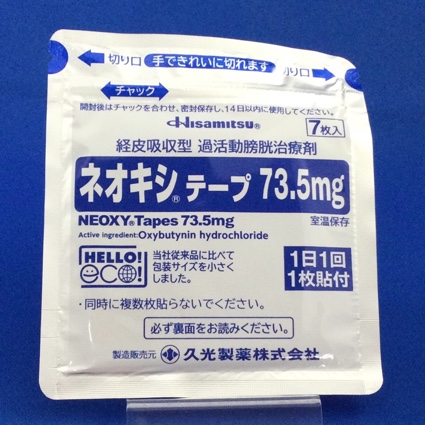 切り口 手できれいに切れます 切り口
チャック
開封後はチャックを合わせ、密封保存し、14日以内に使用してください。
Hisamitsu®
7枚入
経皮吸収型 過活動膀胱治療剤
ネオキシ®テープ 73.5mg
NEOXY®Tapes 73.5mg
室温保存
Active ingredient:Oxybutynin hydrochloride
HELLO!
eco!
当社従来品に比べて
包装サイズを小さく
しました。
1日1回
1枚貼付
・同時に複数枚貼らないでください。
必ず裏面をお読みください。
製造販売元 久光製薬株式会社